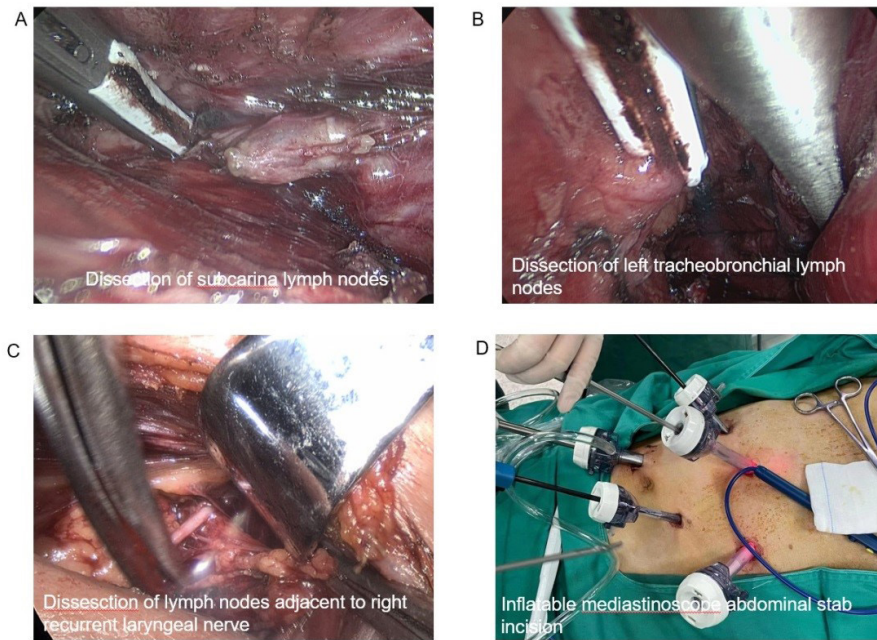 A
Dissection of subcarina lymph nodes
B
Dissection of left tracheobronchial lymph
nodes
C
Dissesction of lymph nodes adjacent to right
recurrent laryngeal nerve
D
Inflatable mediastinoscope abdominal stab
incision